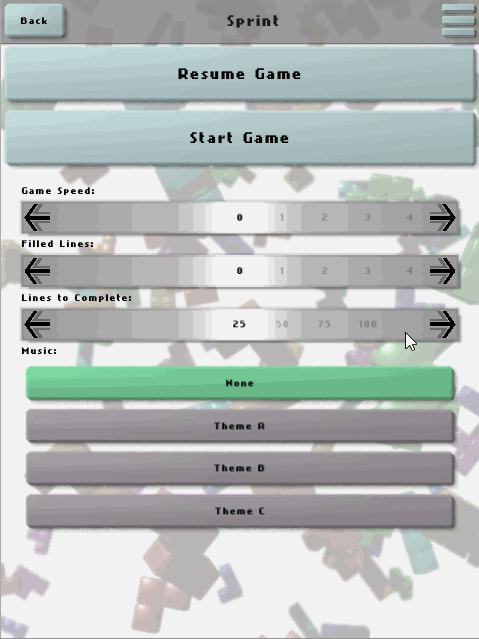 Back
Sprint
Resume Game
Start Game
Game Speed:
0 1 2 3 4
Filled Lines:
0 1 2 3 4
Lines to Complete:
25 50 75 100
Music:
None
Theme A
Theme B
Theme C